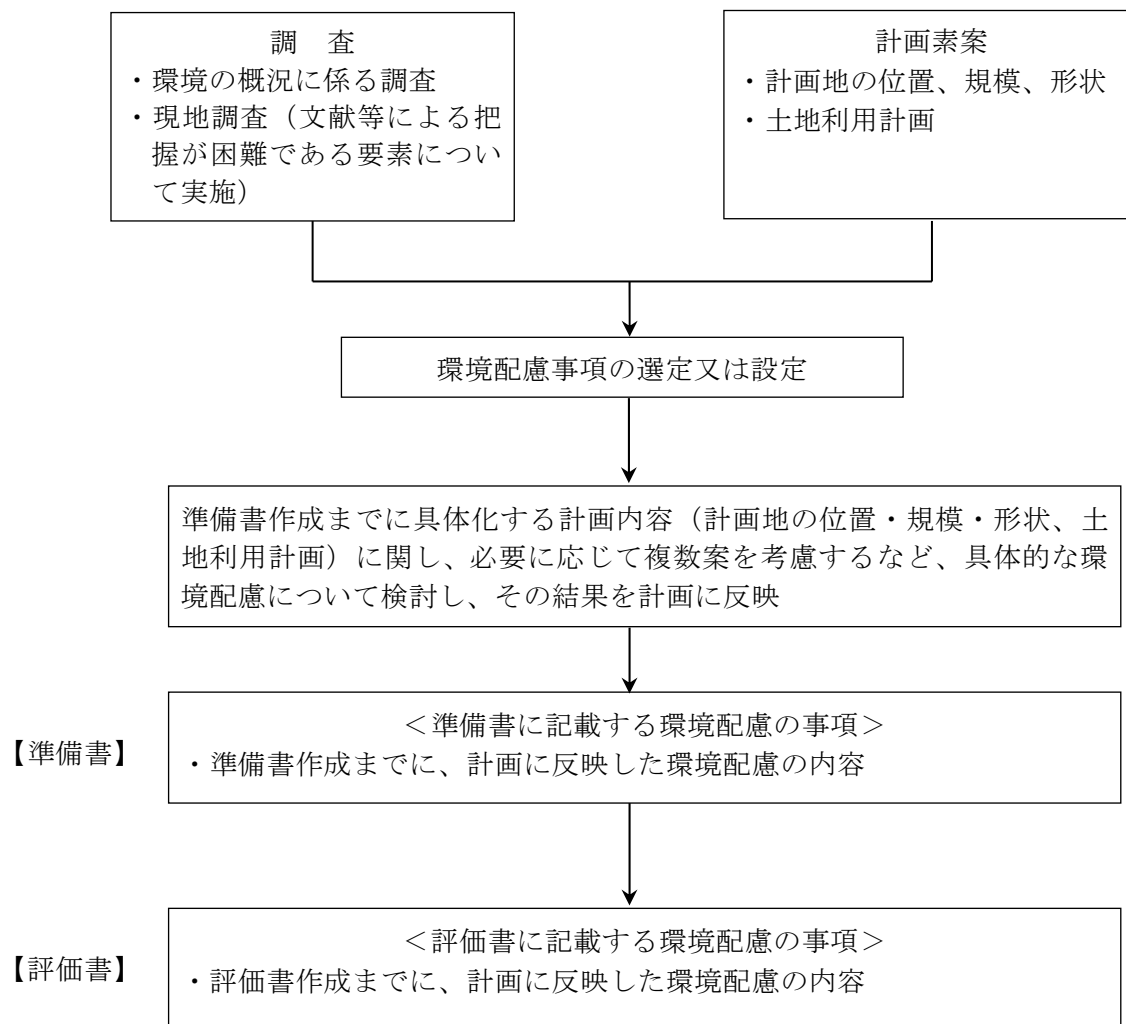 調　査
・環境の概況に係る調査
・現地調査（文献等による把
握が困難である要素につい
て実施）
計画素案
・計画地の位置、規模、形状
・土地利用計画
環境配慮事項の選定又は設定
準備書作成までに具体化する計画内容（計画地の位置・規模・形状、土
地利用計画）に関し、必要に応じて複数案を考慮するなど、具体的な環
境配慮について検討し、その結果を計画に反映
【準備書】
＜準備書に記載する環境配慮の事項＞
・準備書作成までに、計画に反映した環境配慮の内容
【評価書】
＜評価書に記載する環境配慮の事項＞
・評価書作成までに、計画に反映した環境配慮の内容